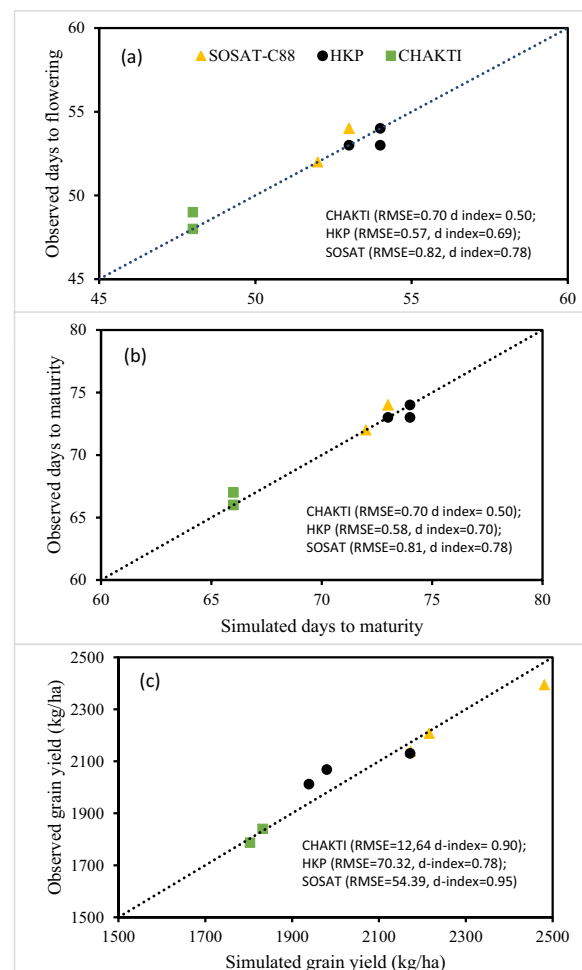 60
(a)
SOSAT-C88 HKP CHAKTI
Observed days to flowering
55
50
CHAKTI (RMSE=0.70 d index= 0.50;
HKP (RMSE=0.57, d index=0.69);
SOSAT (RMSE=0.82, d index=0.78)
45
45 50 55 60
80
(b)
Observed days to maturity
75
70
65
CHAKTI (RMSE=0.70 d index= 0.50);
HKP (RMSE=0.58, d index=0.70);
SOSAT (RMSE=0.81, d index=0.78)
60
60 65 70 75 80
Simulated days to maturity
2500
(c)
Observed grain yield (kg/ha)
2300
2100
1900
1700
CHAKTI (RMSE=12,64 d-index= 0.90);
HKP (RMSE=70.32, d-index=0.78);
SOSAT (RMSE=54.39, d-index=0.95)
1500
1500 1700 1900 2100 2300 2500
Simulated grain yield (kg/ha)